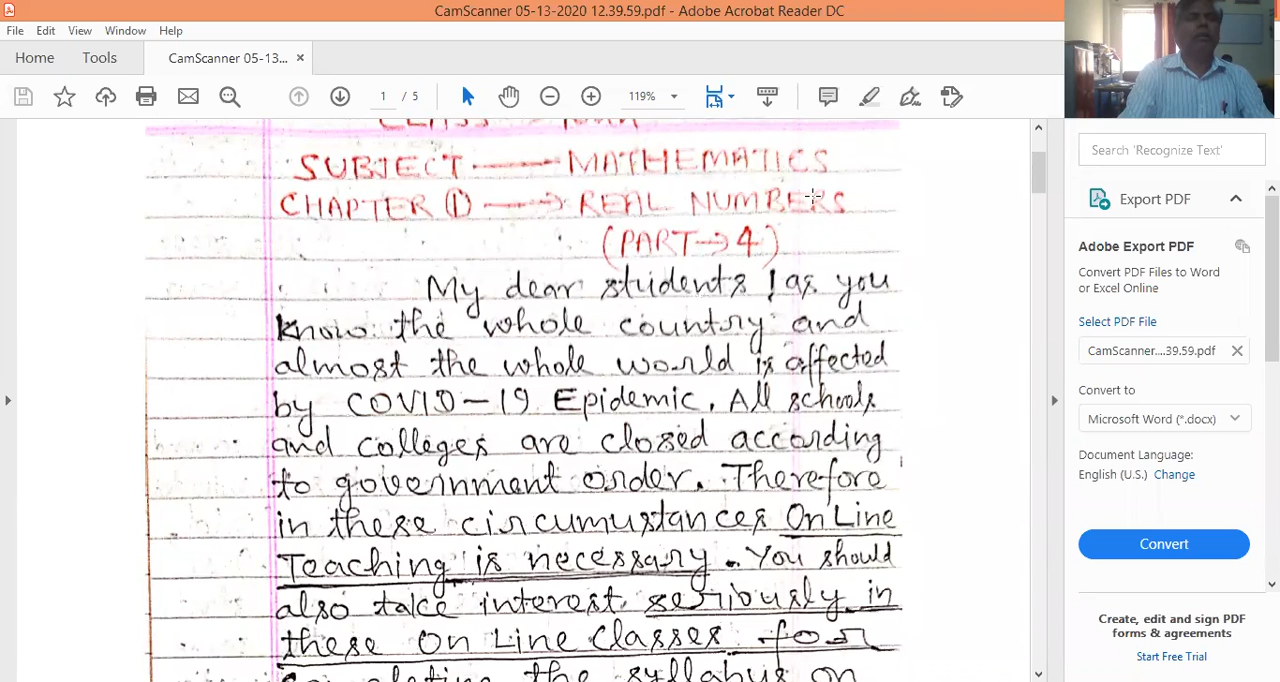 CamScanner 05-13-2020 12.39.59.pdf - Adobe Acrobat Reader DC
File Edit View Window Help
Home Tools CamScanner 05-13... ×
1 / 5 119%
SUBJECT —— MATHEMATICS
CHAPTER ① —→ REAL NUMBERS
(PART→4)
My dear students ! as you
know the whole country and
almost the whole world is affected
by COVID-19 Epidemic. All schools
and colleges are closed according
to government order. Therefore
in these circumustances On Line
Teaching is necessary. You should
also take interest seriously in
these On Line classes for
the syllabus on
Search 'Recognize Text'
Export PDF
Adobe Export PDF
Convert PDF Files to Word
or Excel Online
Select PDF File
CamScanner....39.59.pdf ×
Convert to
Microsoft Word (*.docx)
Document Language:
English (U.S.) Change
Convert
Create, edit and sign PDF
forms & agreements
Start Free Trial